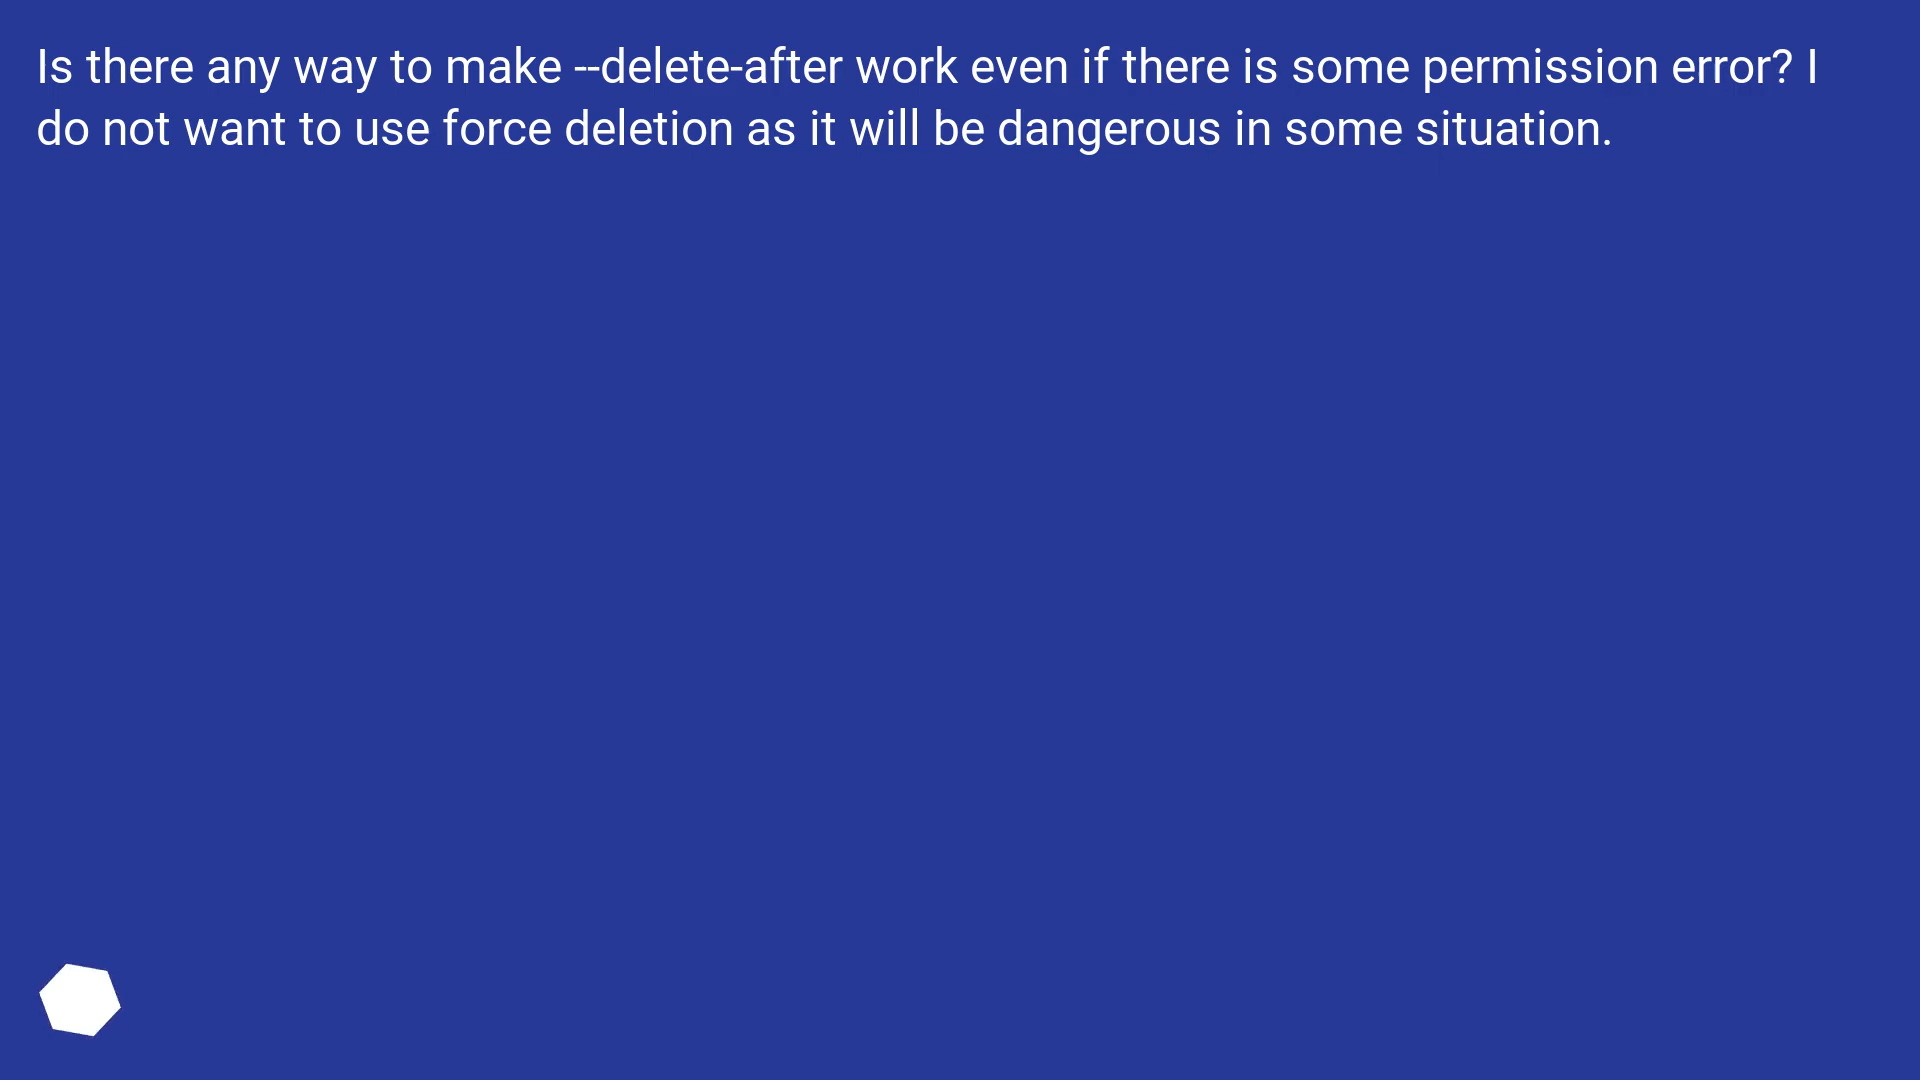 Is there any way to make --delete-after work even if there is some permission error? I
do not want to use force deletion as it will be dangerous in some situation.